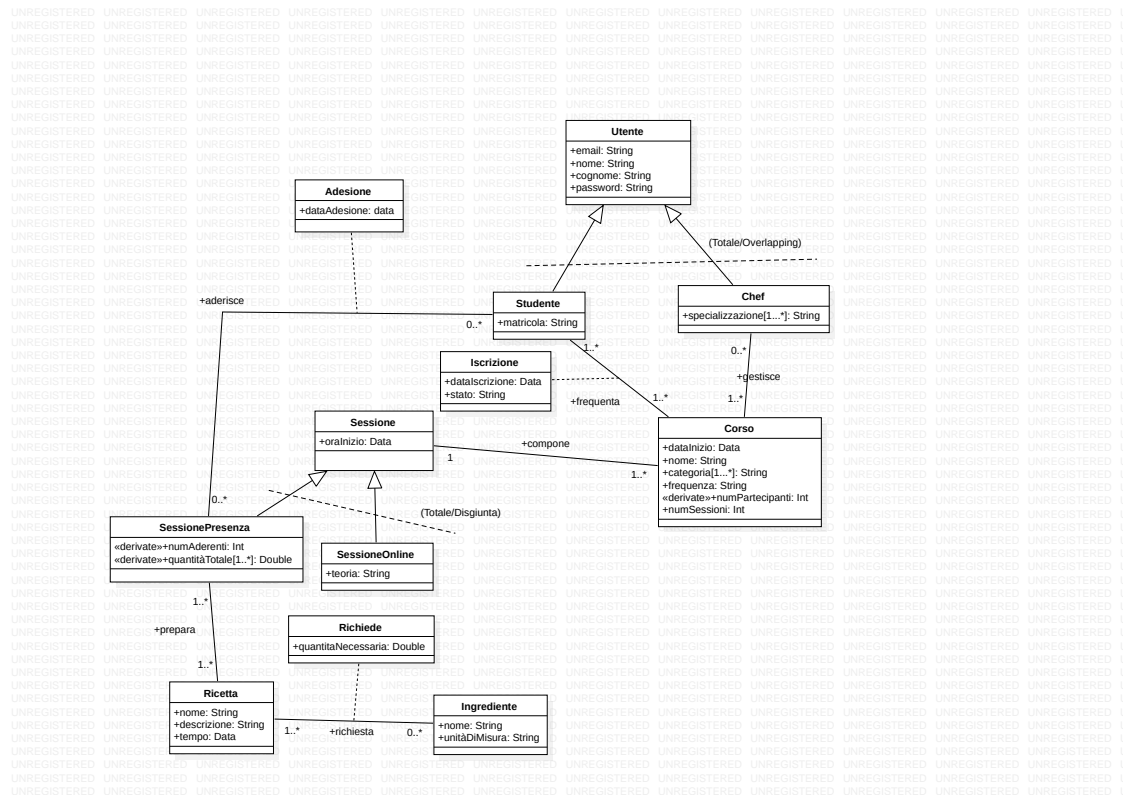 Utente
+email: String
+nome: String
+cognome: String
+password: String
Adesione
+dataAdesione: data
(Totale/Overlapping)
+aderisce
0..*
Studente
+matricola: String
Chef
+specializzazione[1...*]: String
1..*
0..*
Iscrizione
+dataIscrizione: Data
+stato: String
+gestisce
+frequenta
1..*
1..*
Sessione
+oraInizio: Data
+compone
1
1..*
Corso
+dataInizio: Data
+nome: String
+categoria[1...*]: String
+frequenza: String
«derivate»+numPartecipanti: Int
+numSessioni: Int
0..*
(Totale/Disgiunta)
SessionePresenza
«derivate»+numAderenti: Int
«derivate»+quantitàTotale[1..*]: Double
SessioneOnline
+teoria: String
1..*
+prepara
1..*
Richiede
+quantitaNecessaria: Double
Ricetta
+nome: String
+descrizione: String
+tempo: Data
1..*
+richiesta
0..*
Ingrediente
+nome: String
+unitàDiMisura: String
UNREGISTERED